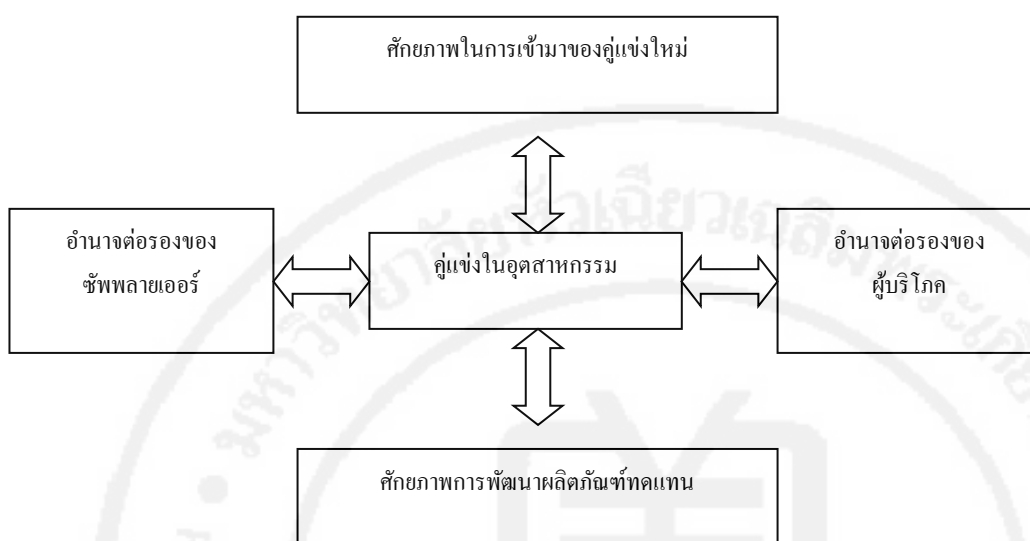 ศักยภาพในการเข้ามาของคู่แข่งใหม่
อำนาจต่อรองของ
ซัพพลายเออร์
คู่แข่งในอุตสาหกรรม
อำนาจต่อรองของ
ผู้บริโภค
ศักยภาพการพัฒนาผลิตภัณฑ์ทดแทน